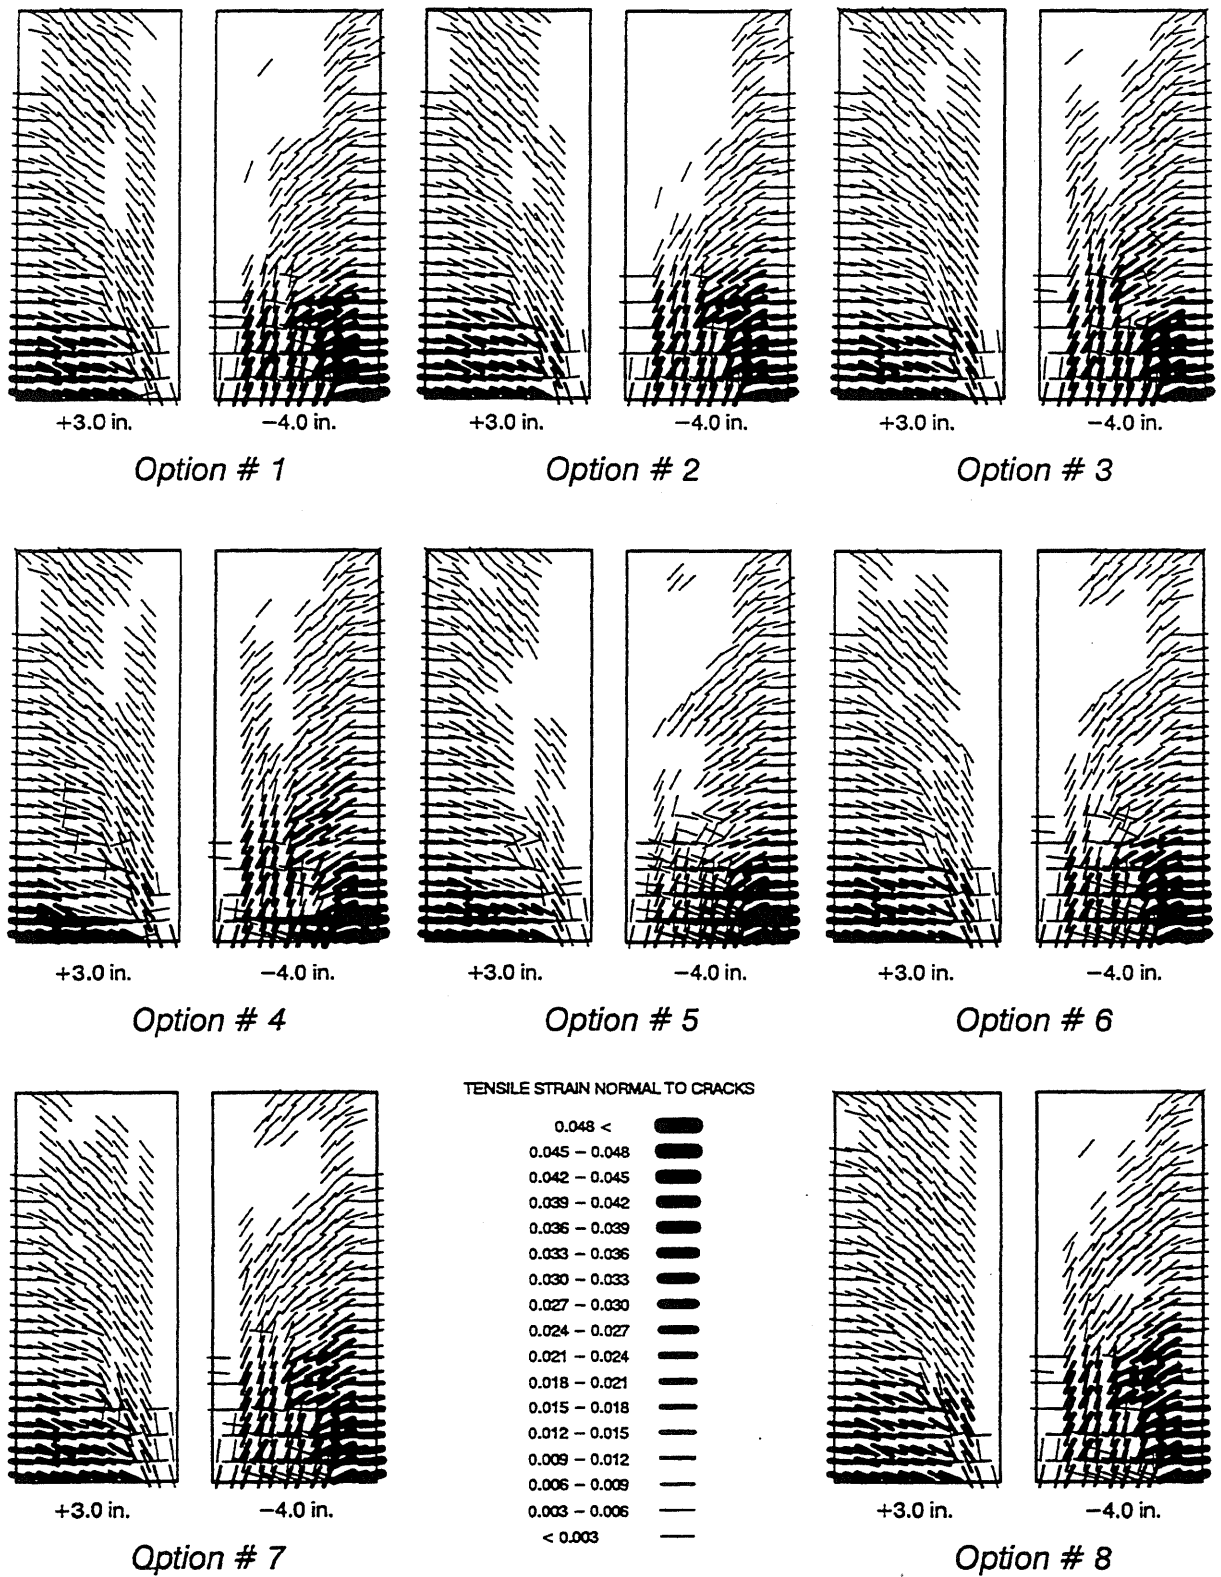 +3.0 in. −4.0 in. +3.0 in. −4.0 in. +3.0 in. −4.0 in.
Option # 1 Option # 2 Option # 3
+3.0 in. −4.0 in. +3.0 in. −4.0 in. +3.0 in. −4.0 in.
Option # 4 Option # 5 Option # 6
TENSILE STRAIN NORMAL TO CRACKS
0.048 <
0.045 − 0.048
0.042 − 0.045
0.039 − 0.042
0.036 − 0.039
0.033 − 0.036
0.030 − 0.033
0.027 − 0.030
0.024 − 0.027
0.021 − 0.024
0.018 − 0.021
0.015 − 0.018
0.012 − 0.015
0.009 − 0.012
0.006 − 0.009
0.003 − 0.006
< 0.003
+3.0 in. −4.0 in. +3.0 in. −4.0 in.
Option # 7 Option # 8